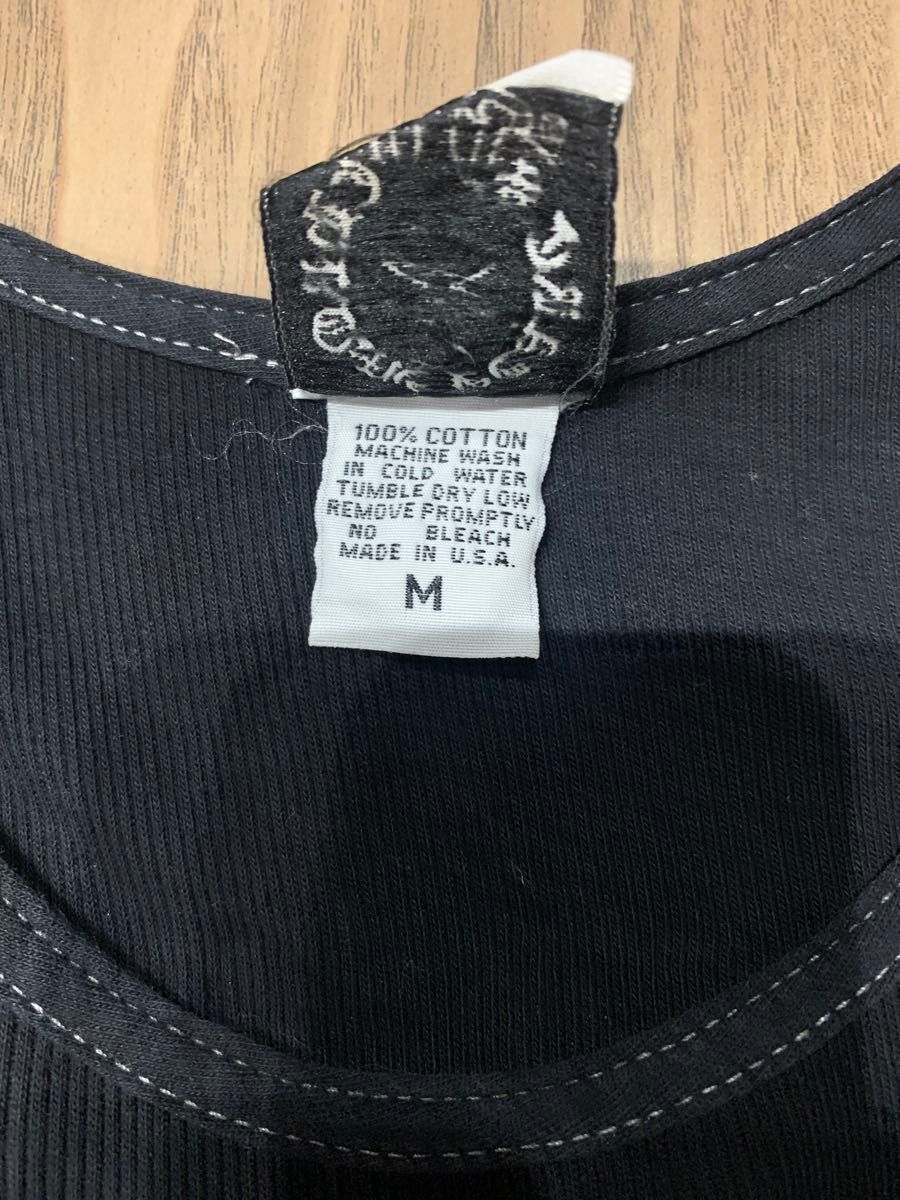 100% COTTON
MACHINE WASH
IN COLD WATER
TUMBLE DRY LOW
REMOVE PROMPTLY
NO BLEACH
MADE IN U.S.A.
M